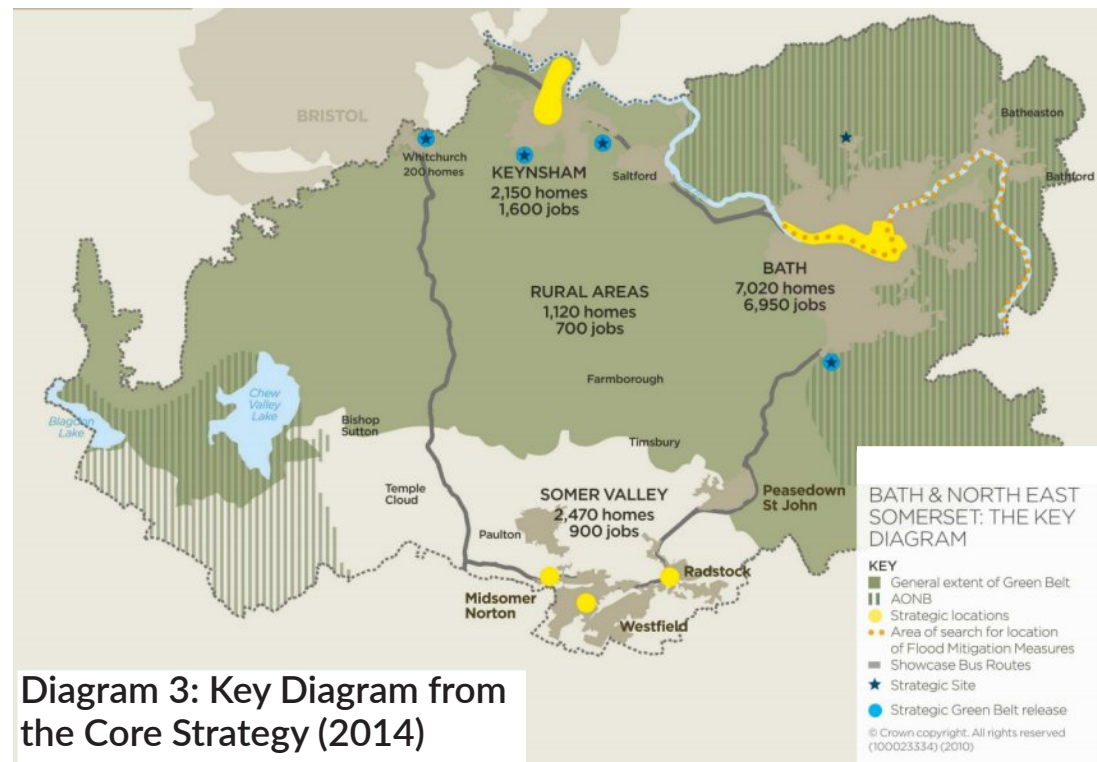 BRISTOL
Batheaston
Whitchurch
200 homes
KEYNSHAM
2,150 homes
1,600 jobs
Saltford
Bathford
BATH
7,020 homes
6,950 jobs
RURAL AREAS
1,120 homes
700 jobs
Farmborough
Chew
Valley
Lake
Blagdon
Lake
Bishop
Sutton
Timsbury
Temple
Cloud
SOMER VALLEY
2,470 homes
900 jobs
Peasedown
St John
Paulton
Radstock
Midsomer
Norton
Westfield
BATH & NORTH EAST
SOMERSET: THE KEY
DIAGRAM
KEY
General extent of Green Belt
AONB
Strategic locations
Area of search for location
of Flood Mitigation Measures
Showcase Bus Routes
Strategic Site
Strategic Green Belt release
© Crown copyright. All rights reserved
(100023334) (2010)
Diagram 3: Key Diagram from
the Core Strategy (2014)